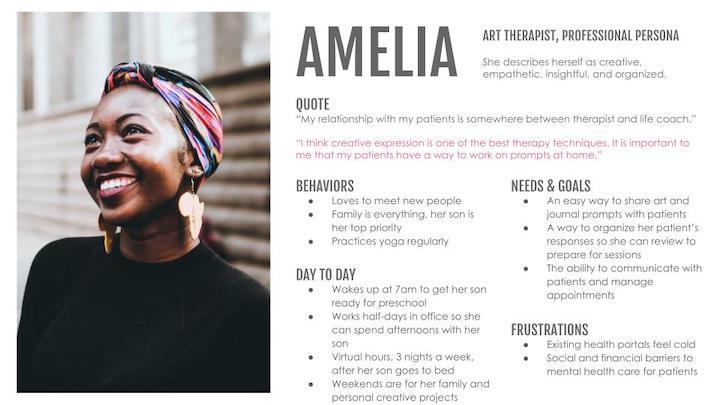 AMELIA
ART THERAPIST, PROFESSIONAL PERSONA
She describes herself as creative,
empathetic, insightful, and organized.
QUOTE
“My relationship with my patients is somewhere between therapist and life coach.”
“I think creative expression is one of the best therapy techniques. It is important to
me that my patients have a way to work on prompts at home.”
BEHAVIORS
● Loves to meet new people
● Family is everything, her son is
her top priority
● Practices yoga regularly
DAY TO DAY
● Wakes up at 7am to get her son
ready for preschool
● Works half-days in office so she
can spend afternoons with her
son
● Virtual hours, 3 nights a week,
after her son goes to bed
● Weekends are for her family and
personal creative projects
NEEDS & GOALS
● An easy way to share art and
journal prompts with patients
● A way to organize her patient’s
responses so she can review to
prepare for sessions
● The ability to communicate with
patients and manage
appointments
FRUSTRATIONS
● Existing health portals feel cold
● Social and financial barriers to
mental health care for patients